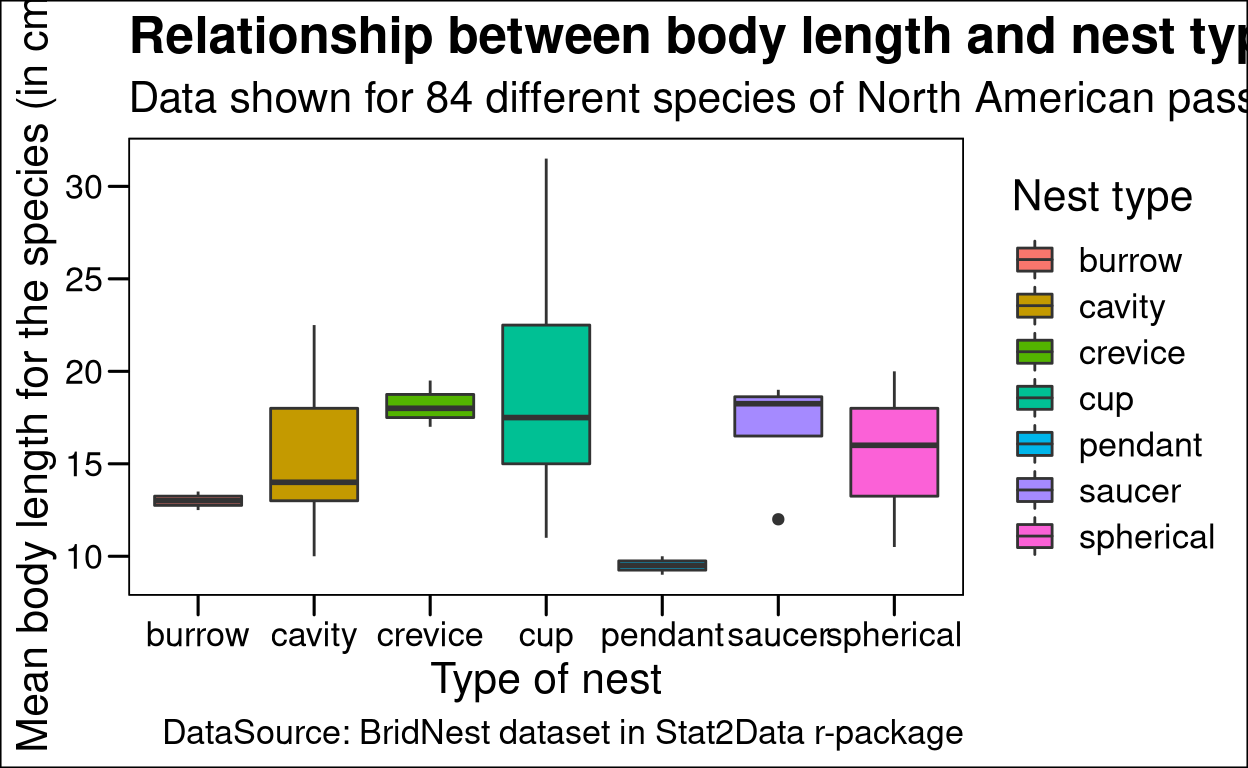 Relationship between body length and nest typ
Data shown for 84 different species of North American pass
Mean body length for the species (in cm
30
25
20
15
10
burrow cavity crevice cup pendant saucer spherical
Type of nest
DataSource: BridNest dataset in Stat2Data r-package
Nest type
burrow
cavity
crevice
cup
pendant
saucer
spherical